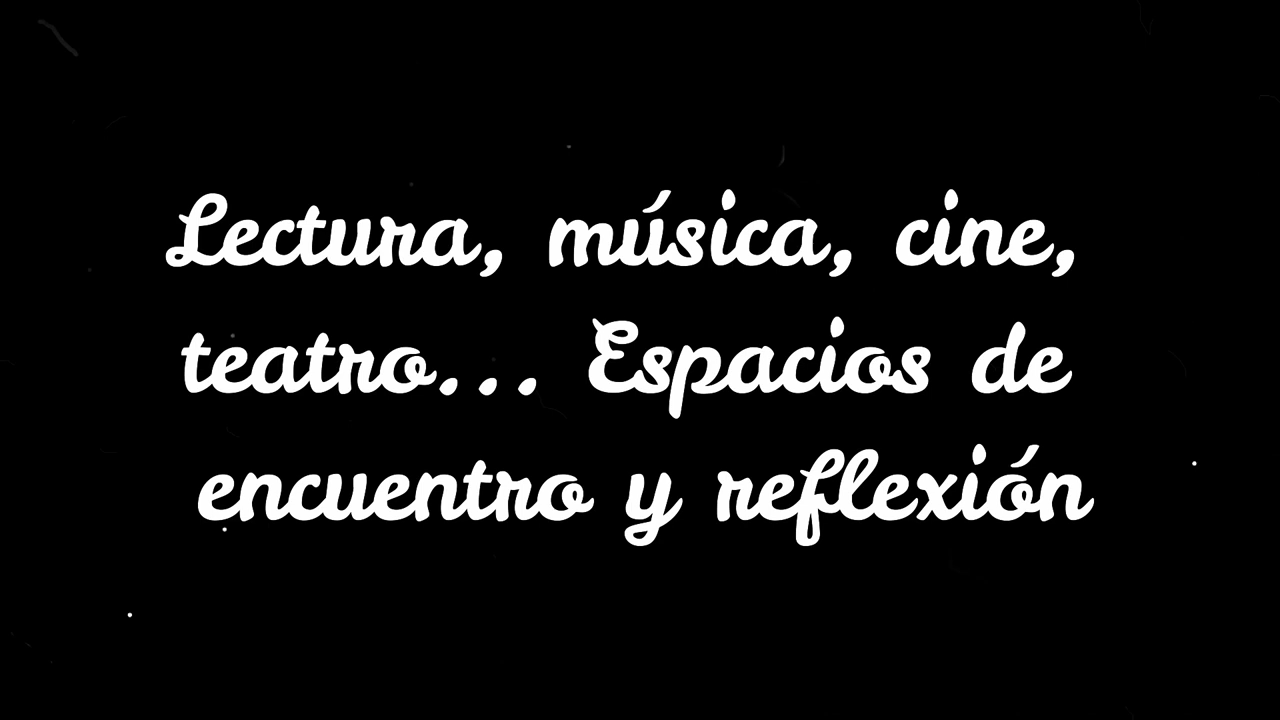 Lectura, música, cine,
teatro... Espacios de
encuentro y reflexión